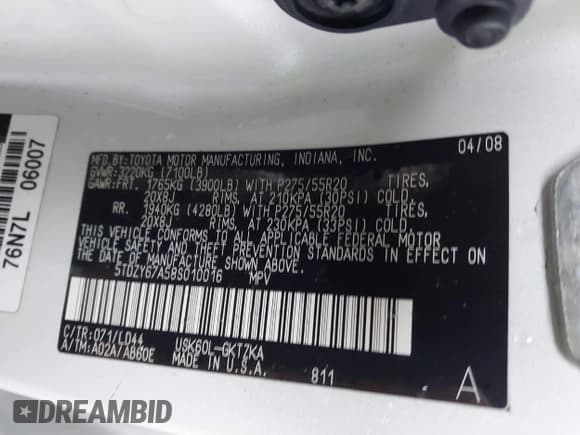 MFD.BY:TOYOTA MOTOR MANUFACTURING, INDIANA, INC. 04/08
GVWR:3220KG (7100LB)
GAWR:FRT. 1765KG (3900LB) WITH P275/55R20 TIRES,
20X8J RIMS, AT 210KPA (30PSI) COLD.
RR. 3940KG (4280LB) WITH P275/55R20 TIRES,
20X8J RIMS, AT 230KPA (33PSI) COLD.
THIS VEHICLE CONFORMS TO ALL APPLICABLE FEDERAL MOTOR
VEHICLE SAFETY AND THEFT PREVENTION STANDARDS IN EFFECT ON
THE DATE OF MANUFACTURE SHOWN ABOVE.
5TDZY67A58S010016 MPV
C/TR:071/LD44 USK60L-GKTZKA
A/TM:A02A/AB60E MADE IN U.S.A. 811 A
76N7L 06007
DREAMBID